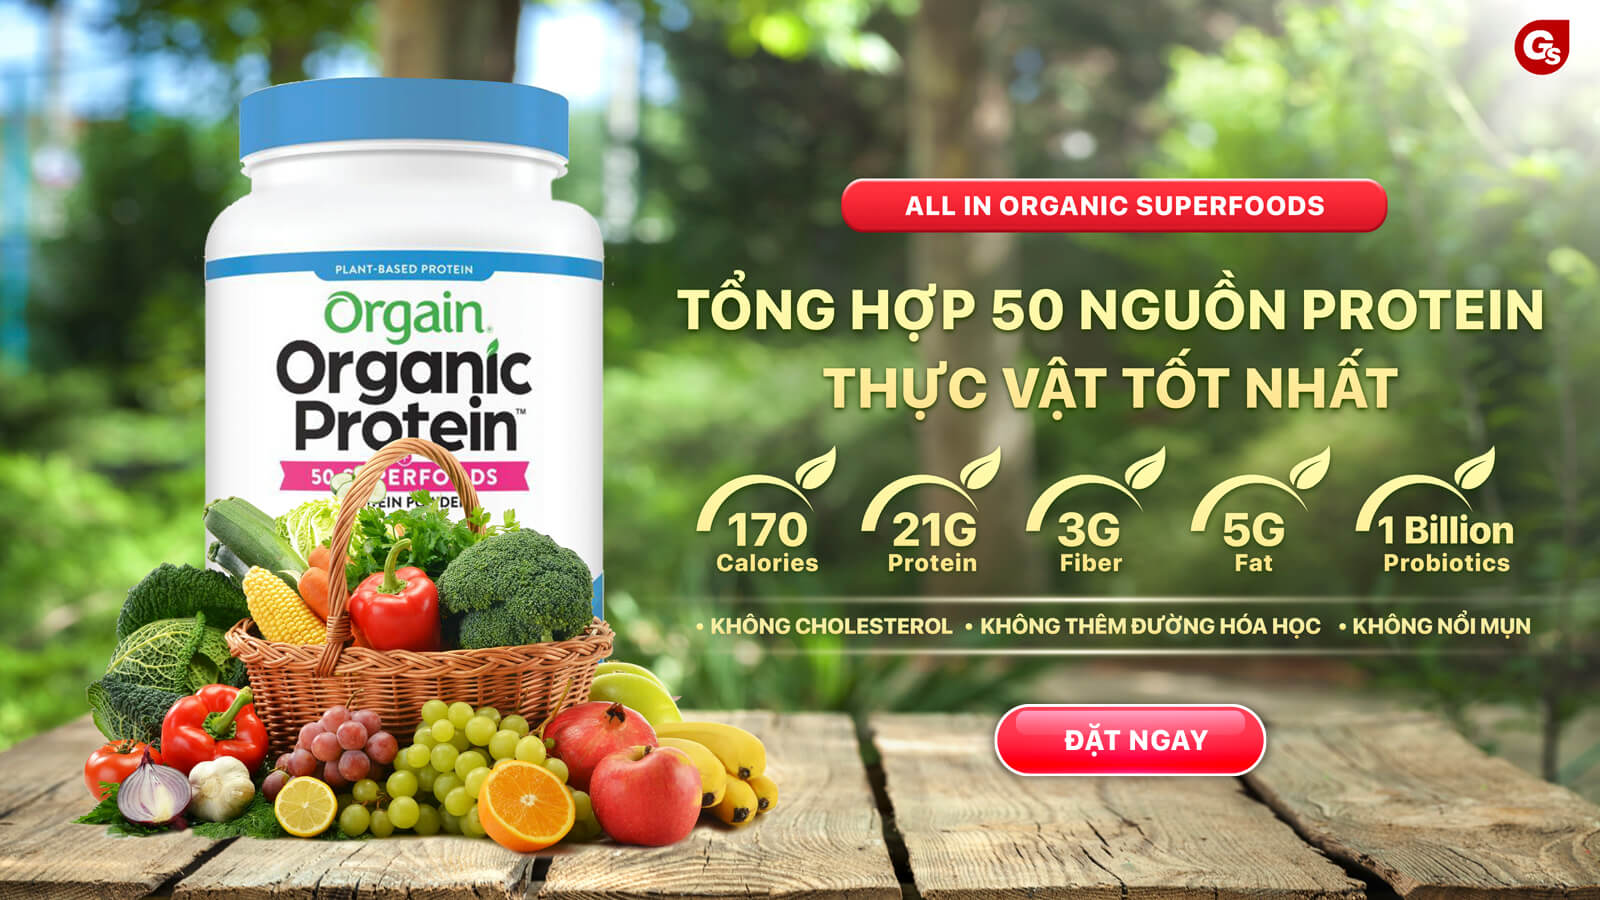 GS
PLANT-BASED PROTEIN
Orgain®
Organic
Protein™
ALL IN ORGANIC SUPERFOODS
TỔNG HỢP 50 NGUỒN PROTEIN
THỰC VẬT TỐT NHẤT
170
Calories
21G
Protein
3G
Fiber
5G
Fat
1 Billion
Probiotics
• KHÔNG CHOLESTEROL • KHÔNG THÊM ĐƯỜNG HÓA HỌC • KHÔNG NỔI MỤN
ĐẶT NGAY